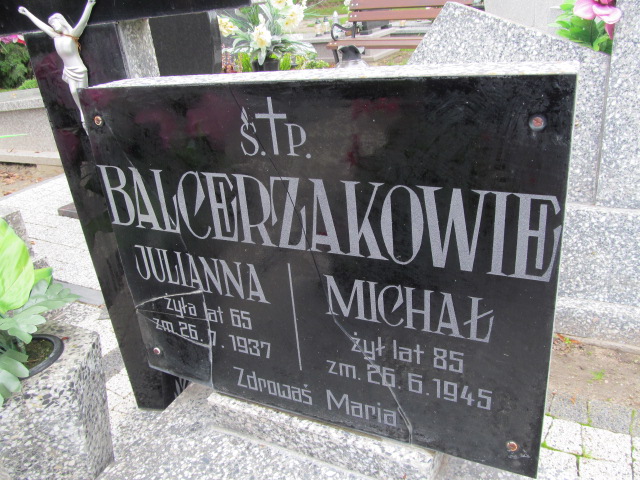 Ś.†P.
BALCERZAKOWIE
JULIANNA
żyła lat 65
zm. 26. 7. 1937
MICHAŁ
żył lat 85
zm. 26. 6. 1945
Zdrowaś Maria